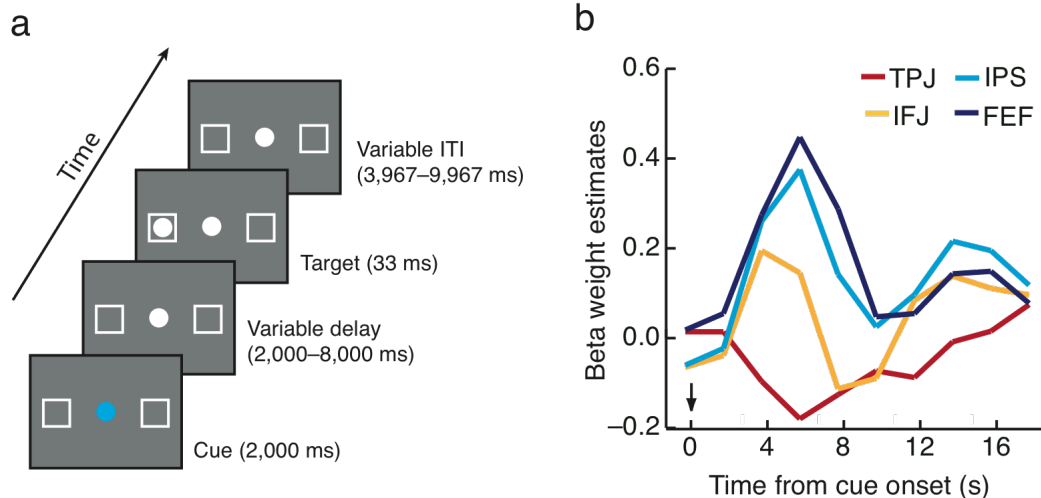 a
Time
Variable ITI
(3,967–9,967 ms)
Target (33 ms)
Variable delay
(2,000–8,000 ms)
Cue (2,000 ms)
b
TPJ IPS
IFJ FEF
Beta weight estimates
0.6
0.4
0.2
0.0
–0.2
0 4 8 12 16
Time from cue onset (s)